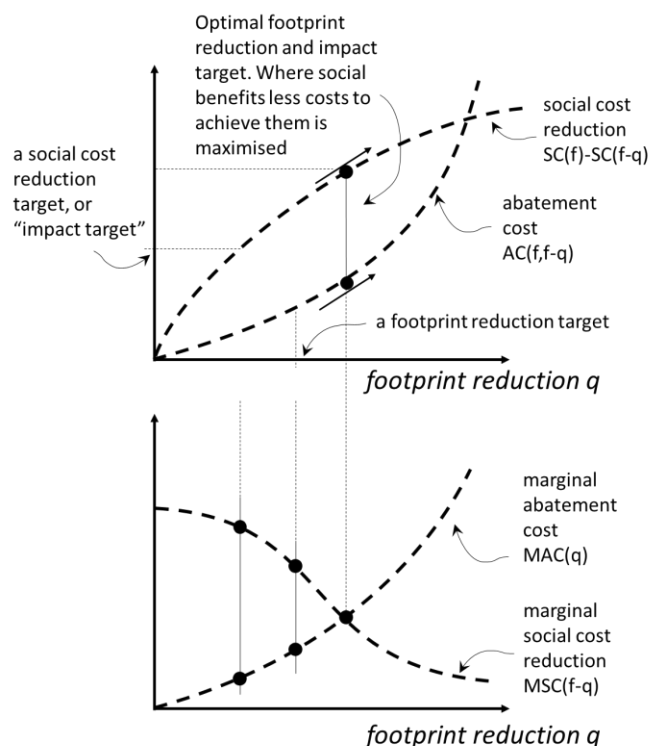 Optimal footprint
reduction and impact
target. Where social
benefits less costs to
achieve them is
maximised
a social cost
reduction
target, or
“impact target”
social cost
reduction
SC(f)-SC(f-q)
abatement
cost
AC(f,f-q)
a footprint reduction target
footprint reduction q
marginal
abatement
cost
MAC(q)
marginal
social cost
reduction
MSC(f-q)
footprint reduction q